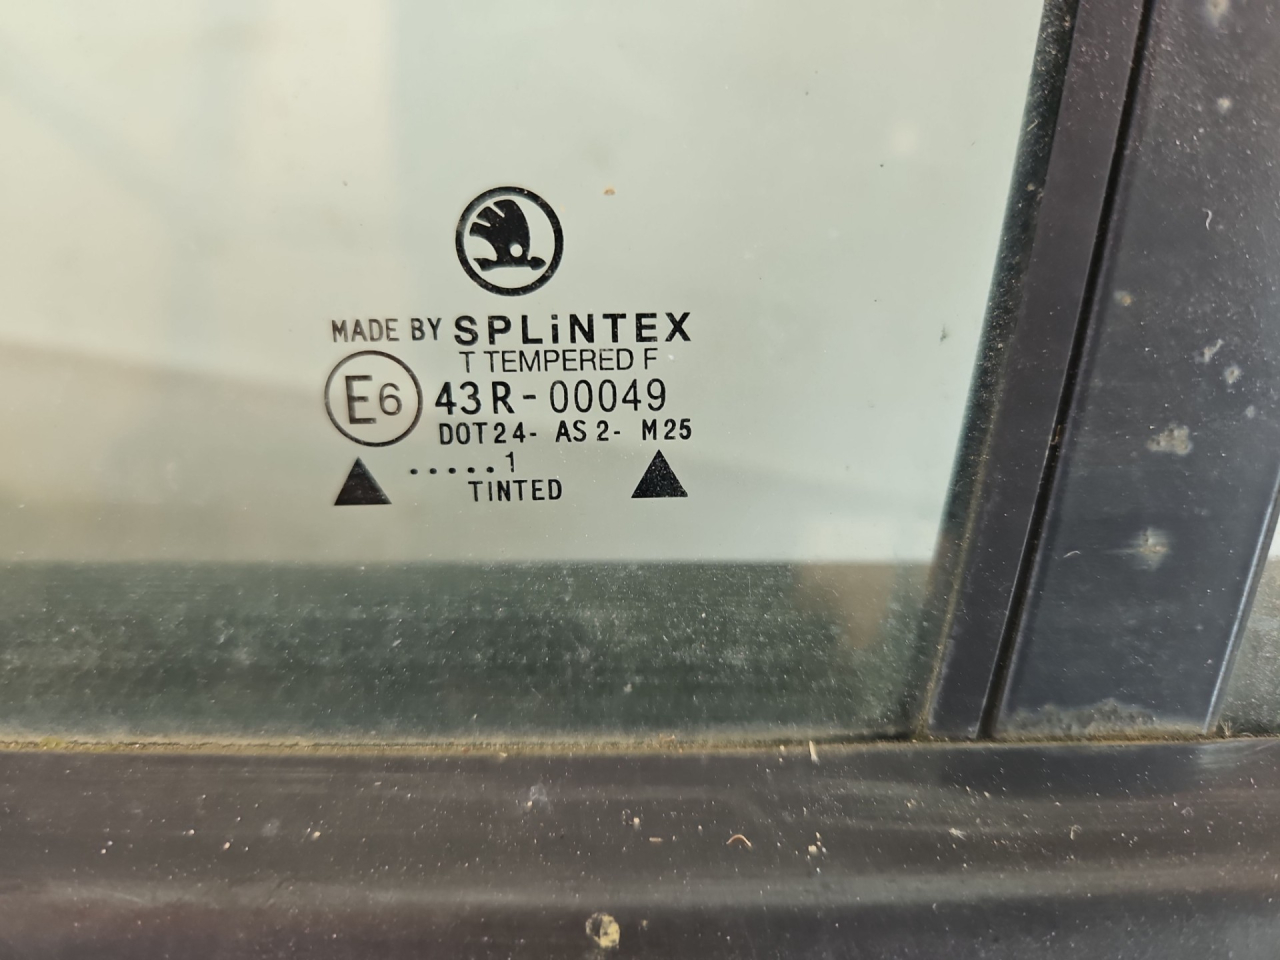 MADE BY SPLiNTEX
T TEMPERED F
E6 43R-00049
DOT24- AS2- M25
.....1
TINTED